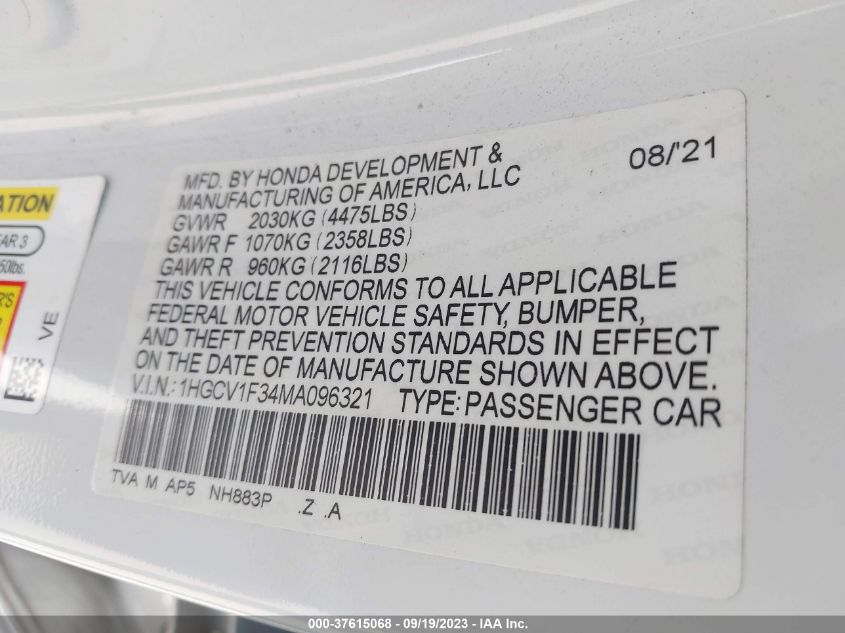 MFD. BY HONDA DEVELOPMENT &
MANUFACTURING OF AMERICA, LLC
08/'21
GVWR 2030KG (4475LBS)
GAWR F 1070KG (2358LBS)
GAWR R 960KG (2116LBS)
THIS VEHICLE CONFORMS TO ALL APPLICABLE
FEDERAL MOTOR VEHICLE SAFETY, BUMPER,
AND THEFT PREVENTION STANDARDS IN EFFECT
ON THE DATE OF MANUFACTURE SHOWN ABOVE.
V.I.N.: 1HGCV1F34MA096321 TYPE: PASSENGER CAR
TVA M AP5 NH883P .Z .A
VE
HONDA
000-37615068 - 09/19/2023 - IAA Inc.